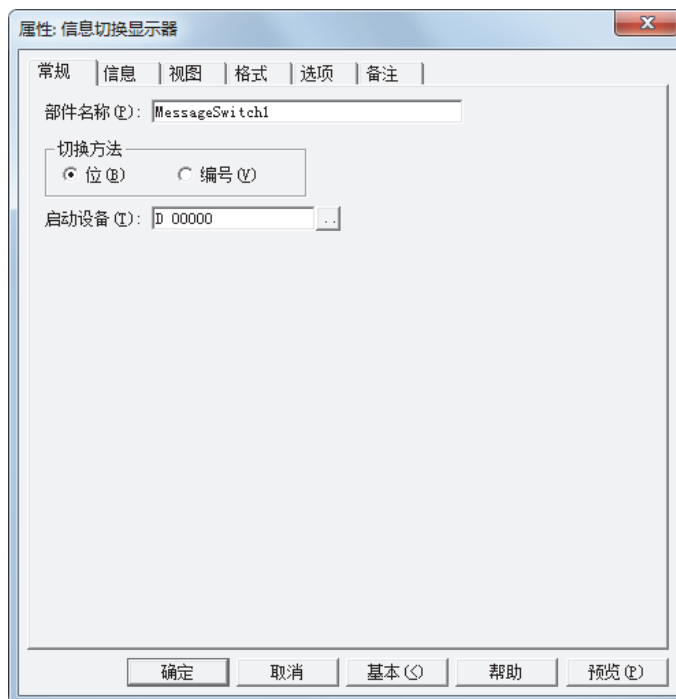 属性: 信息切换显示器
常规 信息 视图 格式 选项 备注
部件名称(P): MessageSwitch1
切换方法
位(B) 编号(V)
启动设备(T): D 00000 ..
确定 取消 基本(<) 帮助 预览(P)